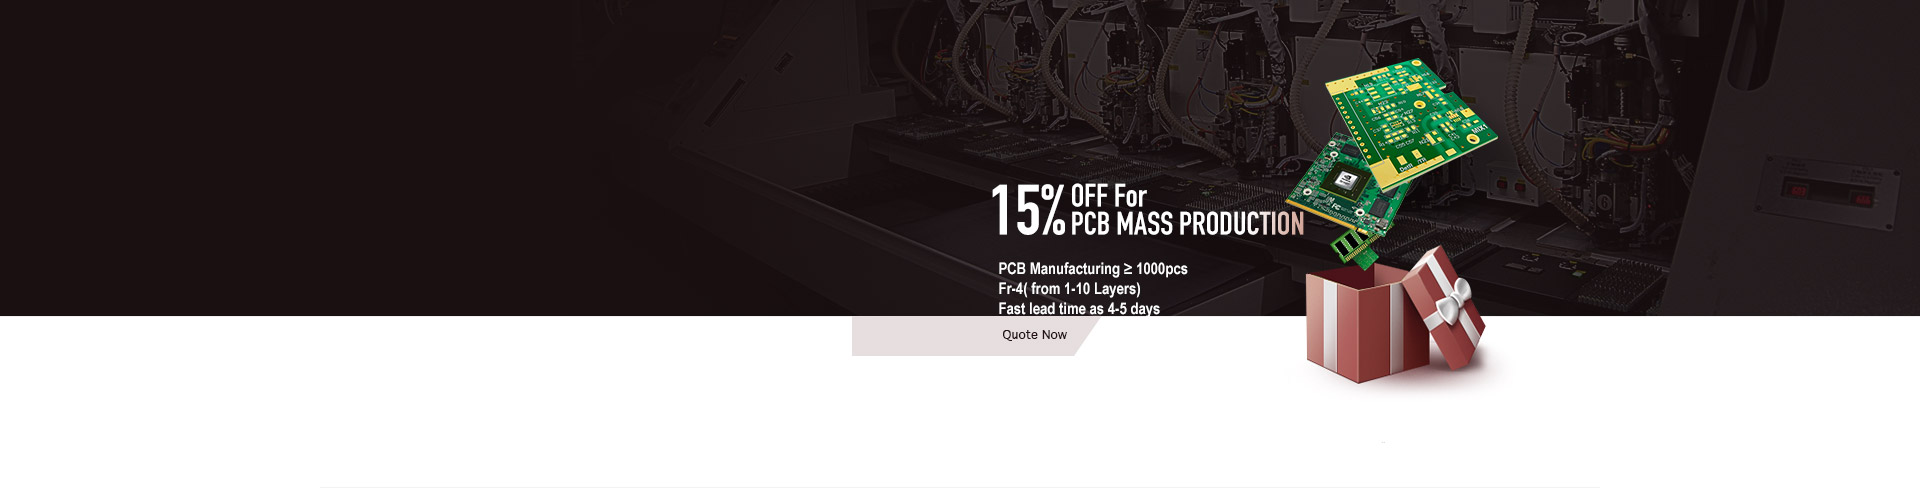 15% OFF For
PCB MASS PRODUCTION
PCB Manufacturing ≥ 1000pcs
Fr-4( from 1-10 Layers)
Fast lead time as 4-5 days
Quote Now
MIX1